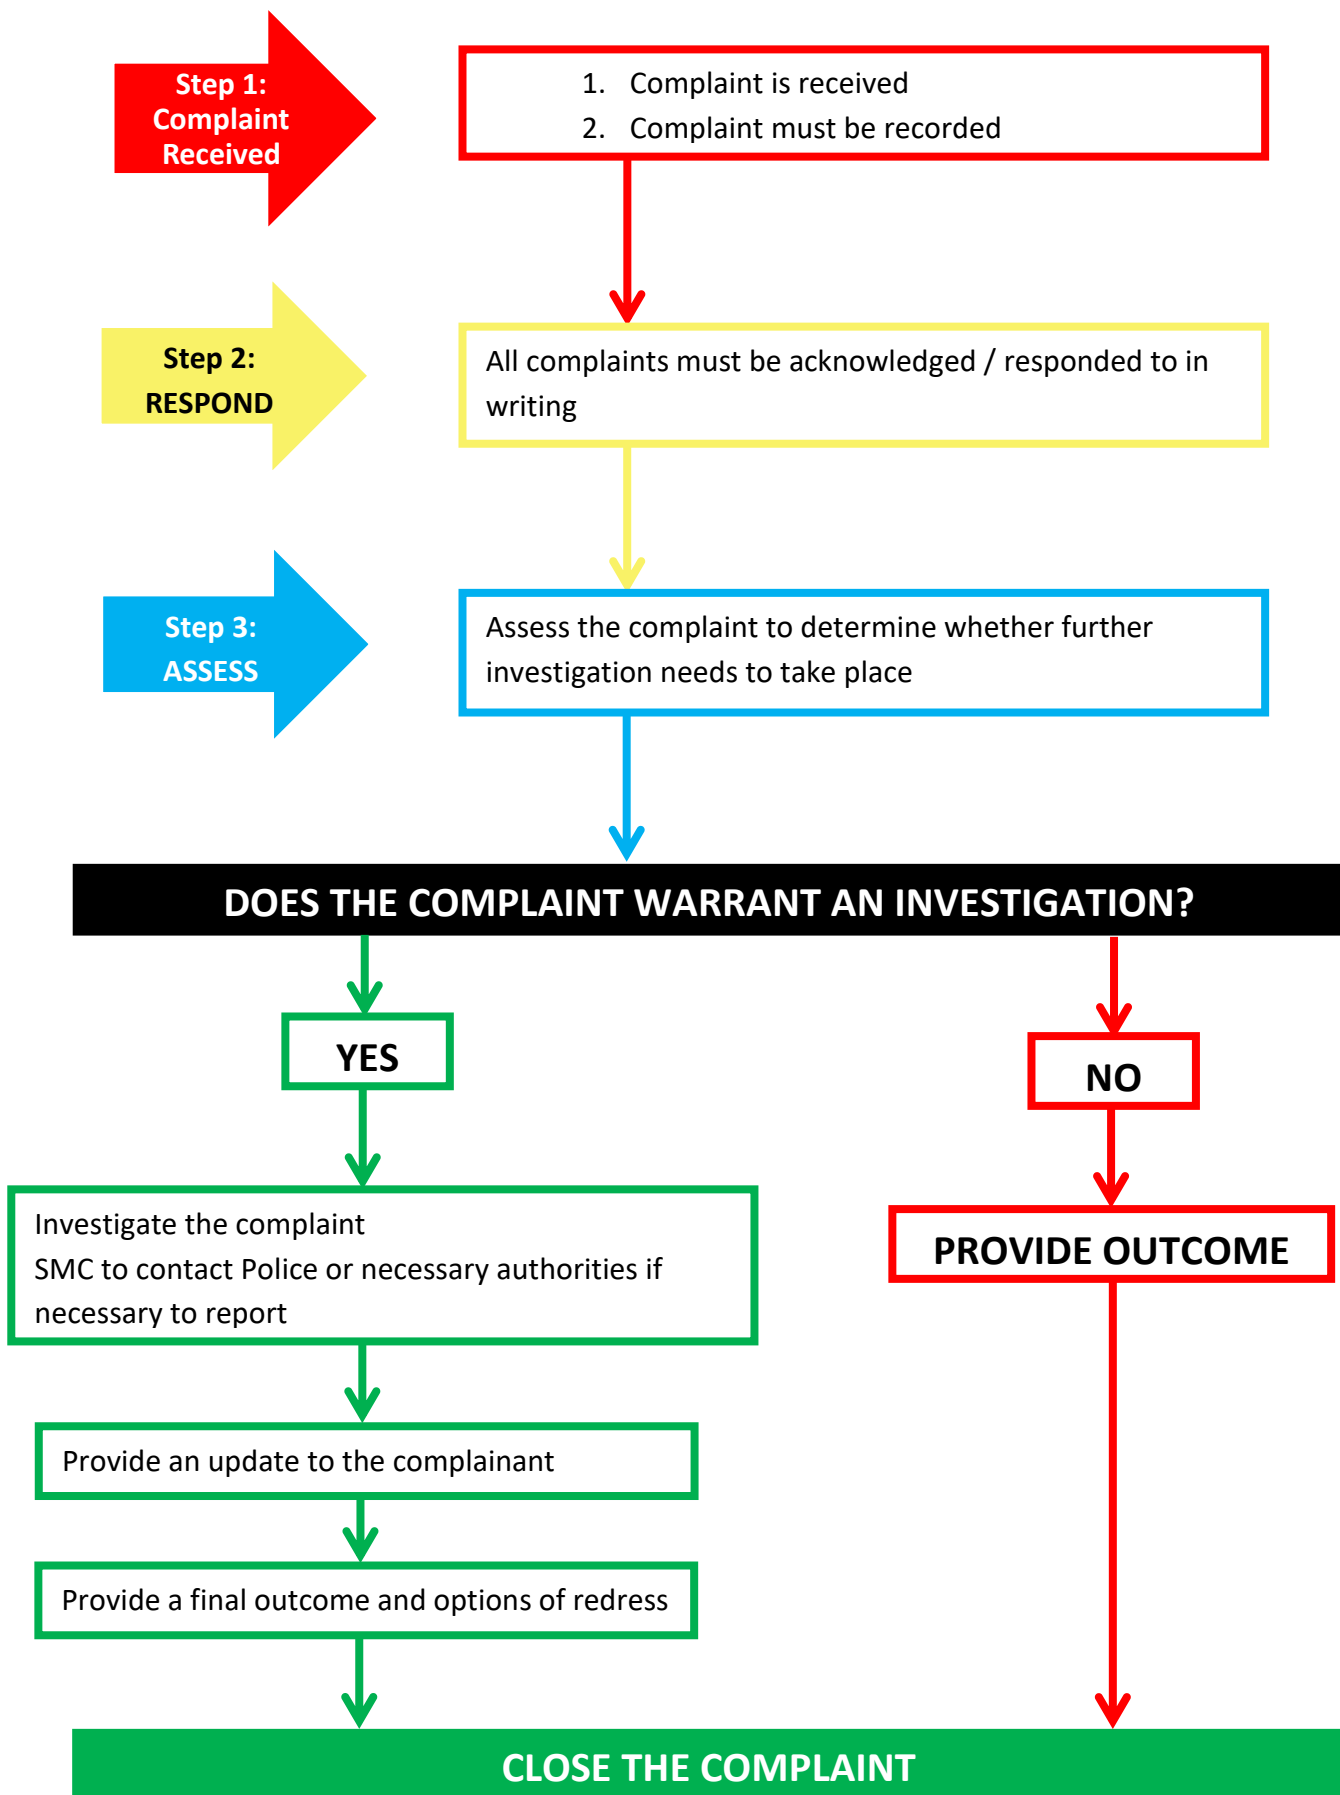 Step 1:
Complaint
Received
1. Complaint is received
2. Complaint must be recorded
Step 2:
RESPOND
All complaints must be acknowledged / responded to in
writing
Step 3:
ASSESS
Assess the complaint to determine whether further
investigation needs to take place
DOES THE COMPLAINT WARRANT AN INVESTIGATION?
YES
NO
Investigate the complaint
SMC to contact Police or necessary authorities if
necessary to report
PROVIDE OUTCOME
Provide an update to the complainant
Provide a final outcome and options of redress
CLOSE THE COMPLAINT